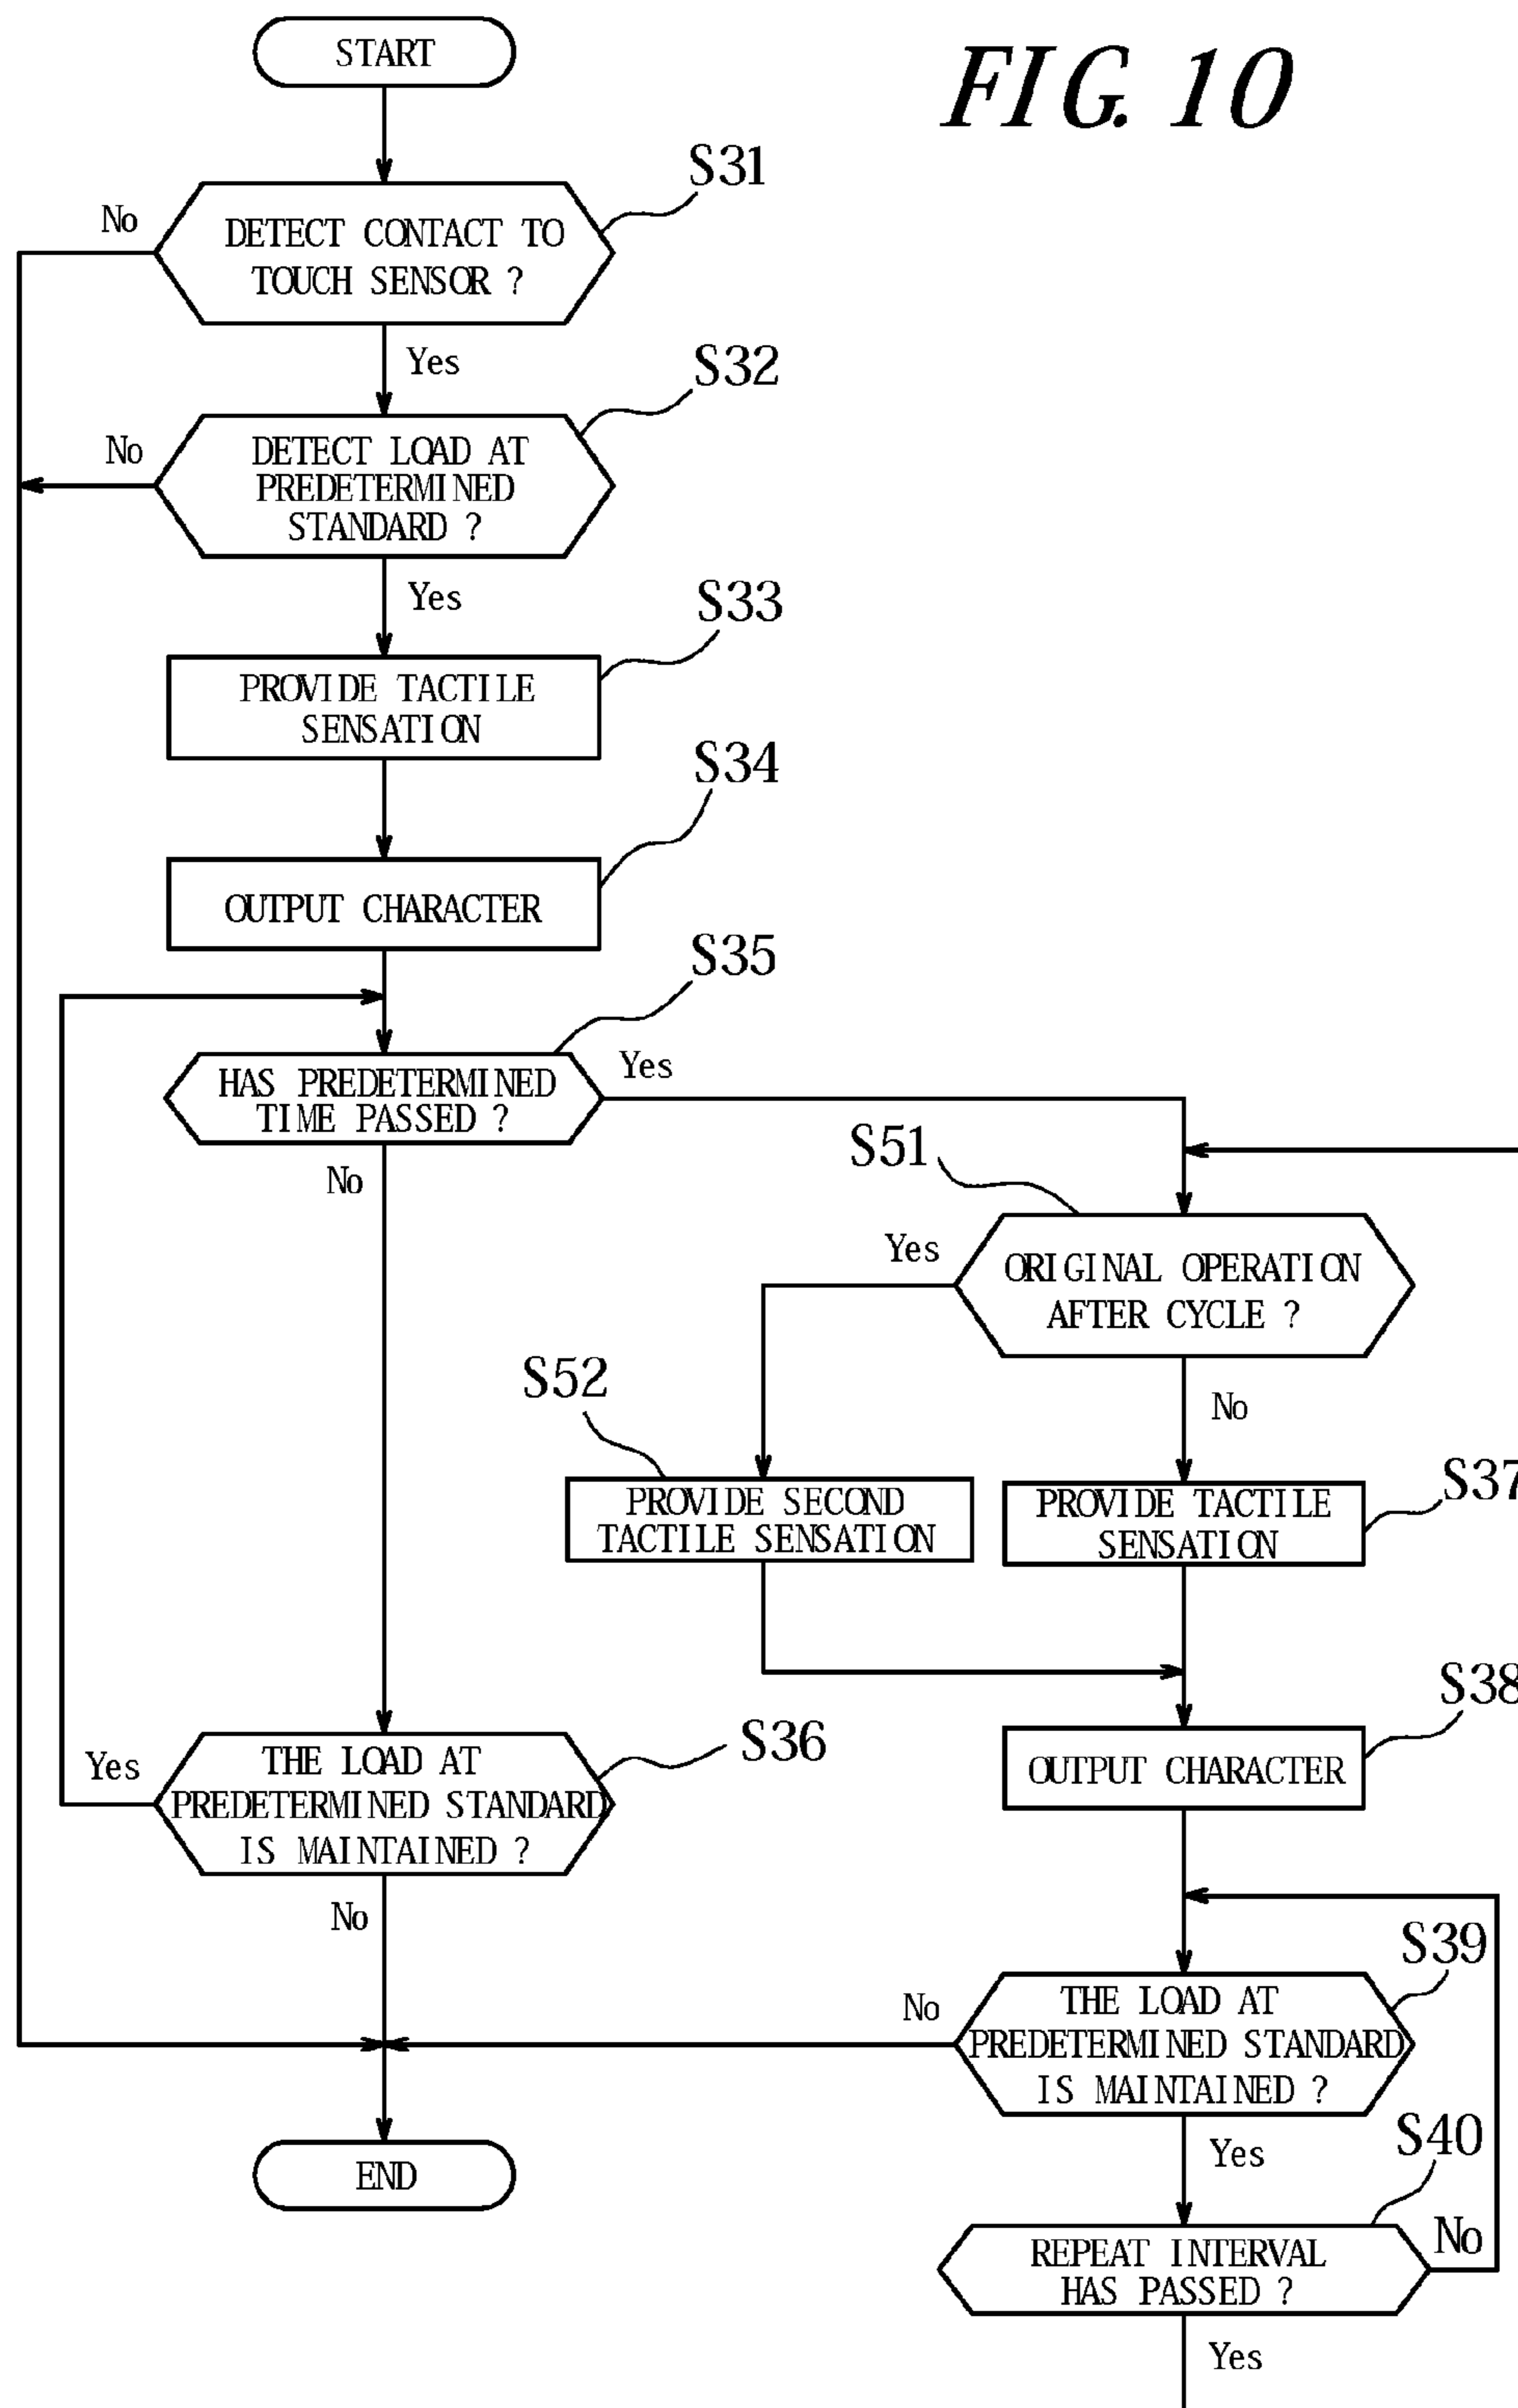 START
FIG. 10
S31
No
DETECT CONTACT TO
TOUCH SENSOR ?
Yes
S32
No
DETECT LOAD AT
PREDETERMINED
STANDARD ?
Yes
S33
PROVIDE TACTILE
SENSATION
S34
OUTPUT CHARACTER
S35
HAS PREDETERMINED
TIME PASSED ?
Yes
No
S51
Yes
ORIGINAL OPERATION
AFTER CYCLE ?
No
S52
PROVIDE SECOND
TACTILE SENSATION
S37
PROVIDE TACTILE
SENSATION
S38
OUTPUT CHARACTER
S36
Yes
THE LOAD AT
PREDETERMINED STANDARD
IS MAINTAINED ?
No
S39
No
THE LOAD AT
PREDETERMINED STANDARD
IS MAINTAINED ?
Yes
S40
END
REPEAT INTERVAL
HAS PASSED ?
No
Yes